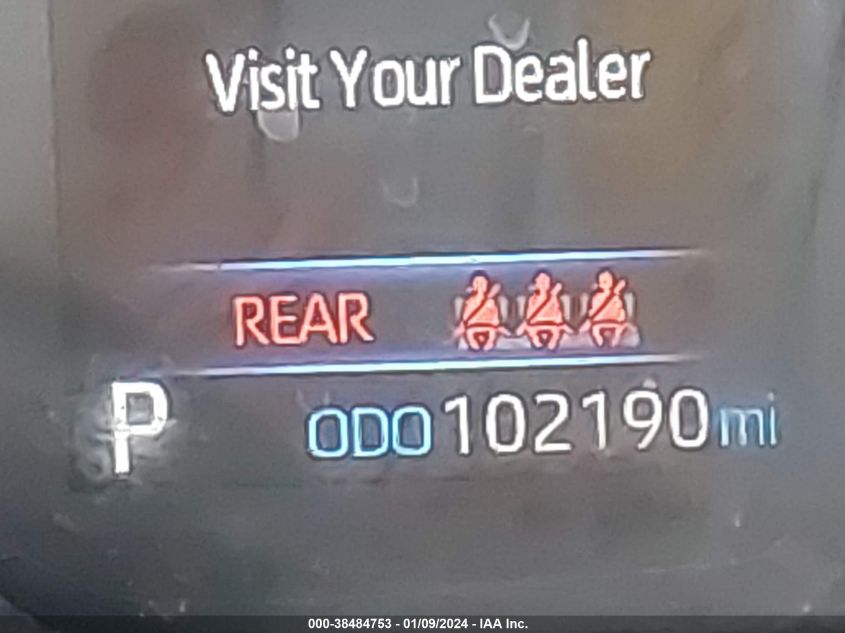 Visit Your Dealer
REAR
P ODO 102190 mi
000-38484753 - 01/09/2024 - IAA Inc.